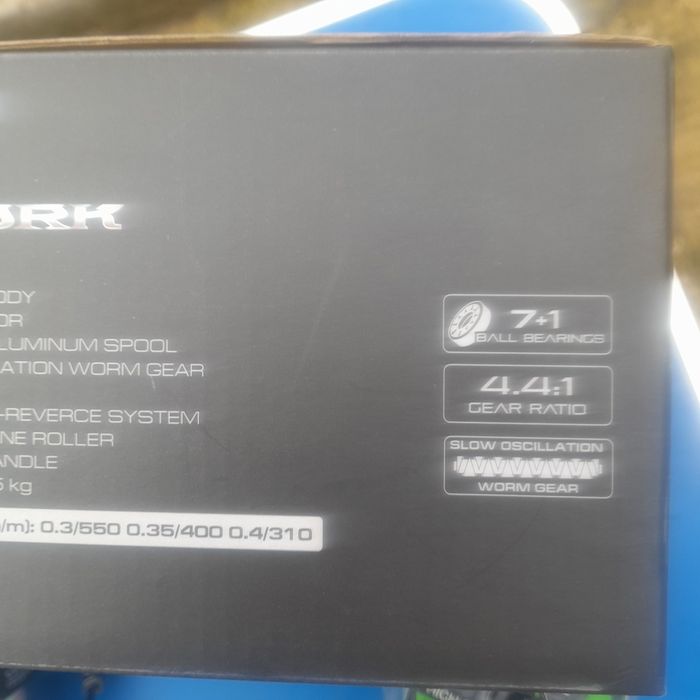 ORK
ODY
OR
LUMINUM SPOOL
ATION WORM GEAR
-REVERCE SYSTEM
NE ROLLER
ANDLE
5 kg
/m): 0.3/550 0.35/400 0.4/310
7+1
BALL BEARINGS
4.4:1
GEAR RATIO
SLOW OSCILLATION
WORM GEAR